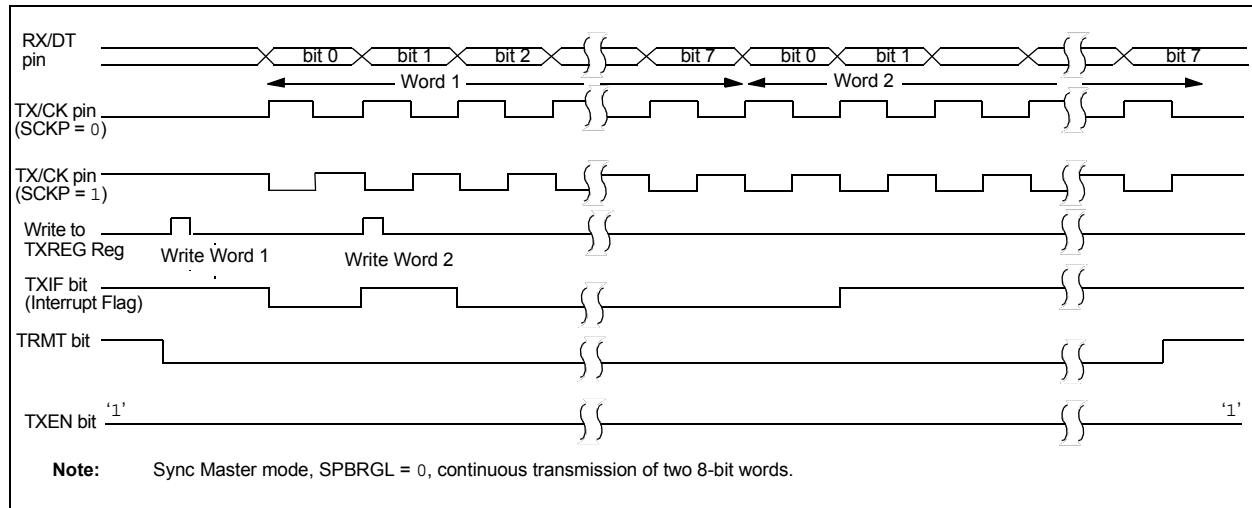 RX/DT
pin
bit 0 bit 1 bit 2 bit 7 bit 0 bit 1 bit 7
Word 1 Word 2
TX/CK pin
(SCKP = 0)
TX/CK pin
(SCKP = 1)
Write to
TXREG Reg
Write Word 1 Write Word 2
TXIF bit
(Interrupt Flag)
TRMT bit
TXEN bit ‘1’ ‘1’
Note: Sync Master mode, SPBRGL = 0, continuous transmission of two 8-bit words.